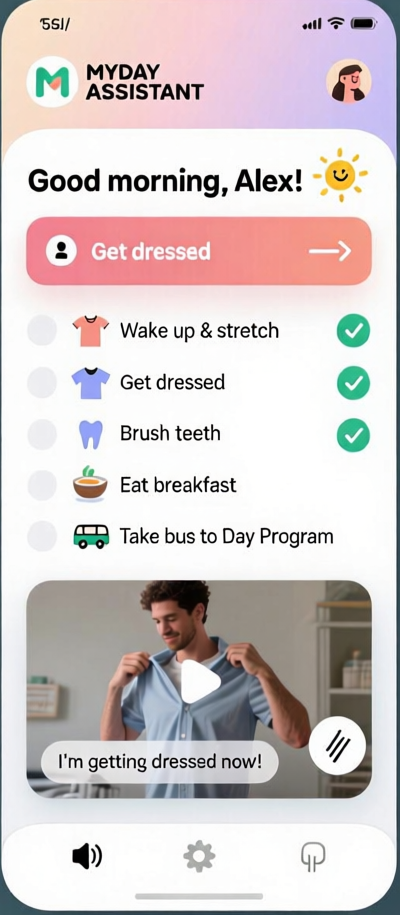 MYDAY
ASSISTANT
Good morning, Alex!
Get dressed
Wake up & stretch
Get dressed
Brush teeth
Eat breakfast
Take bus to Day Program
I'm getting dressed now!